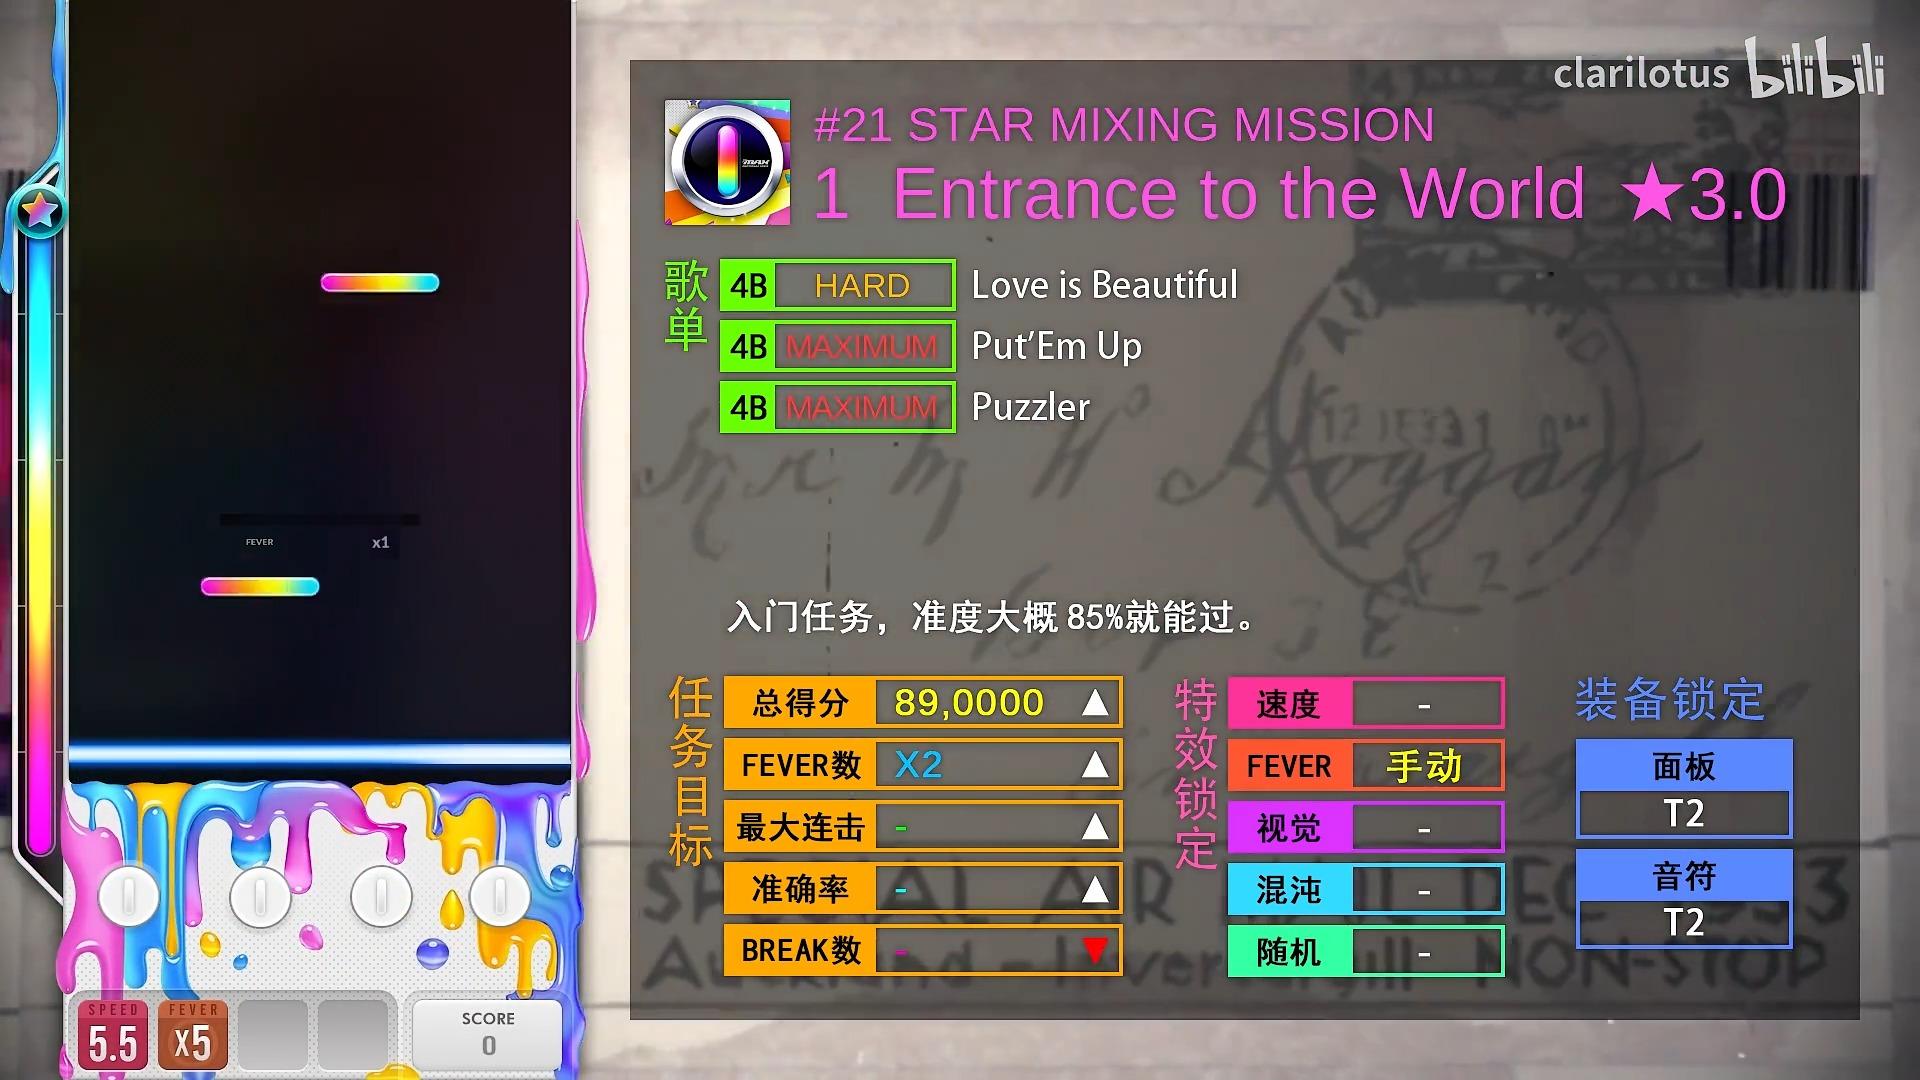 clarilotus bilibili
#21 STAR MIXING MISSION
1 Entrance to the World ★3.0
歌单
4B HARD Love is Beautiful
4B MAXIMUM Put'Em Up
4B MAXIMUM Puzzler
FEVER x1
入门任务，准度大概 85%就能过。
任务目标
总得分 89,0000 ▲
FEVER数 X2 ▲
最大连击 - ▲
准确率 - ▲
BREAK数 - ▼
特效锁定
速度 -
FEVER 手动
视觉 -
混沌 -
随机 -
装备锁定
面板
T2
音符
T2
SPEED
5.5
FEVER
X5
SCORE
0